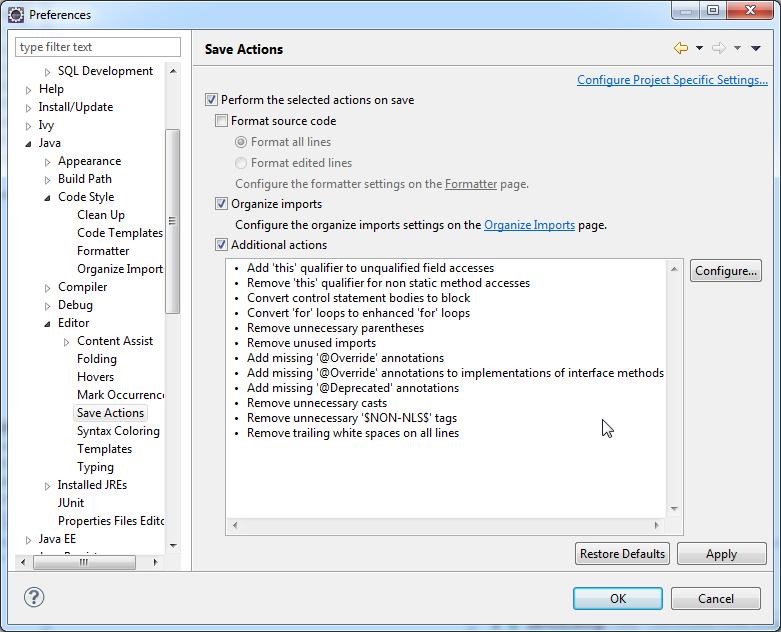 Preferences
type filter text
SQL Development
Help
Install/Update
Ivy
Java
Appearance
Build Path
Code Style
Clean Up
Code Templates
Formatter
Organize Import
Compiler
Debug
Editor
Content Assist
Folding
Hovers
Mark Occurrenc
Save Actions
Syntax Coloring
Templates
Typing
Installed JREs
JUnit
Properties Files Edito
Java EE
Save Actions
Configure Project Specific Settings...
Perform the selected actions on save
Format source code
Format all lines
Format edited lines
Configure the formatter settings on the Formatter page.
Organize imports
Configure the organize imports settings on the Organize Imports page.
Additional actions
• Add 'this' qualifier to unqualified field accesses
• Remove 'this' qualifier for non static method accesses
• Convert control statement bodies to block
• Convert 'for' loops to enhanced 'for' loops
• Remove unnecessary parentheses
• Remove unused imports
• Add missing '@Override' annotations
• Add missing '@Override' annotations to implementations of interface methods
• Add missing '@Deprecated' annotations
• Remove unnecessary casts
• Remove unnecessary '$NON-NLS$' tags
• Remove trailing white spaces on all lines
Configure...
Restore Defaults
Apply
OK
Cancel